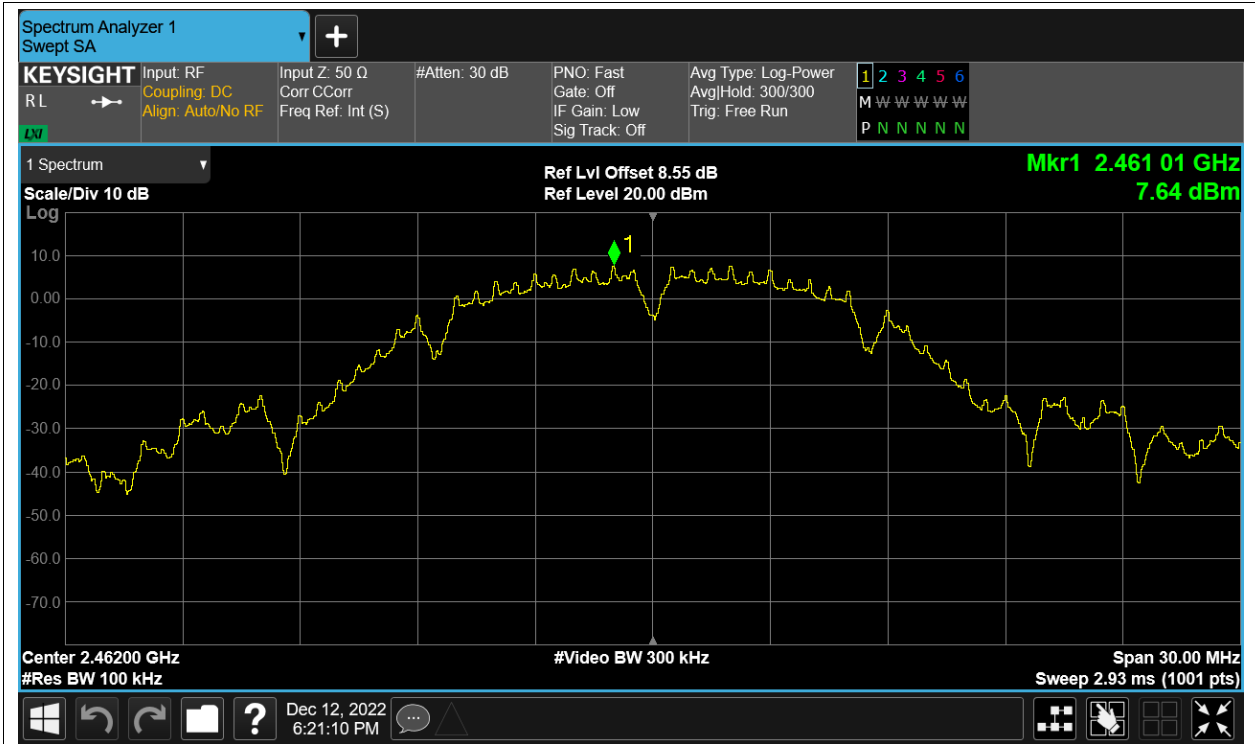 Spectrum Analyzer 1
Swept SA
KEYSIGHT
R L
LXI
Input: RF
Coupling: DC
Align: Auto/No RF
Input Z: 50 Ω
Corr CCorr
Freq Ref: Int (S)
#Atten: 30 dB
PNO: Fast
Gate: Off
IF Gain: Low
Sig Track: Off
Avg Type: Log-Power
Avg|Hold: 300/300
Trig: Free Run
1 2 3 4 5 6
M W W W W W
P N N N N N
1 Spectrum
Scale/Div 10 dB
Log
Ref Lvl Offset 8.55 dB
Ref Level 20.00 dBm
Mkr1 2.461 01 GHz
7.64 dBm
1
10.0
0.00
-10.0
-20.0
-30.0
-40.0
-50.0
-60.0
-70.0
Center 2.46200 GHz
#Res BW 100 kHz
#Video BW 300 kHz
Span 30.00 MHz
Sweep 2.93 ms (1001 pts)
?
Dec 12, 2022
6:21:10 PM